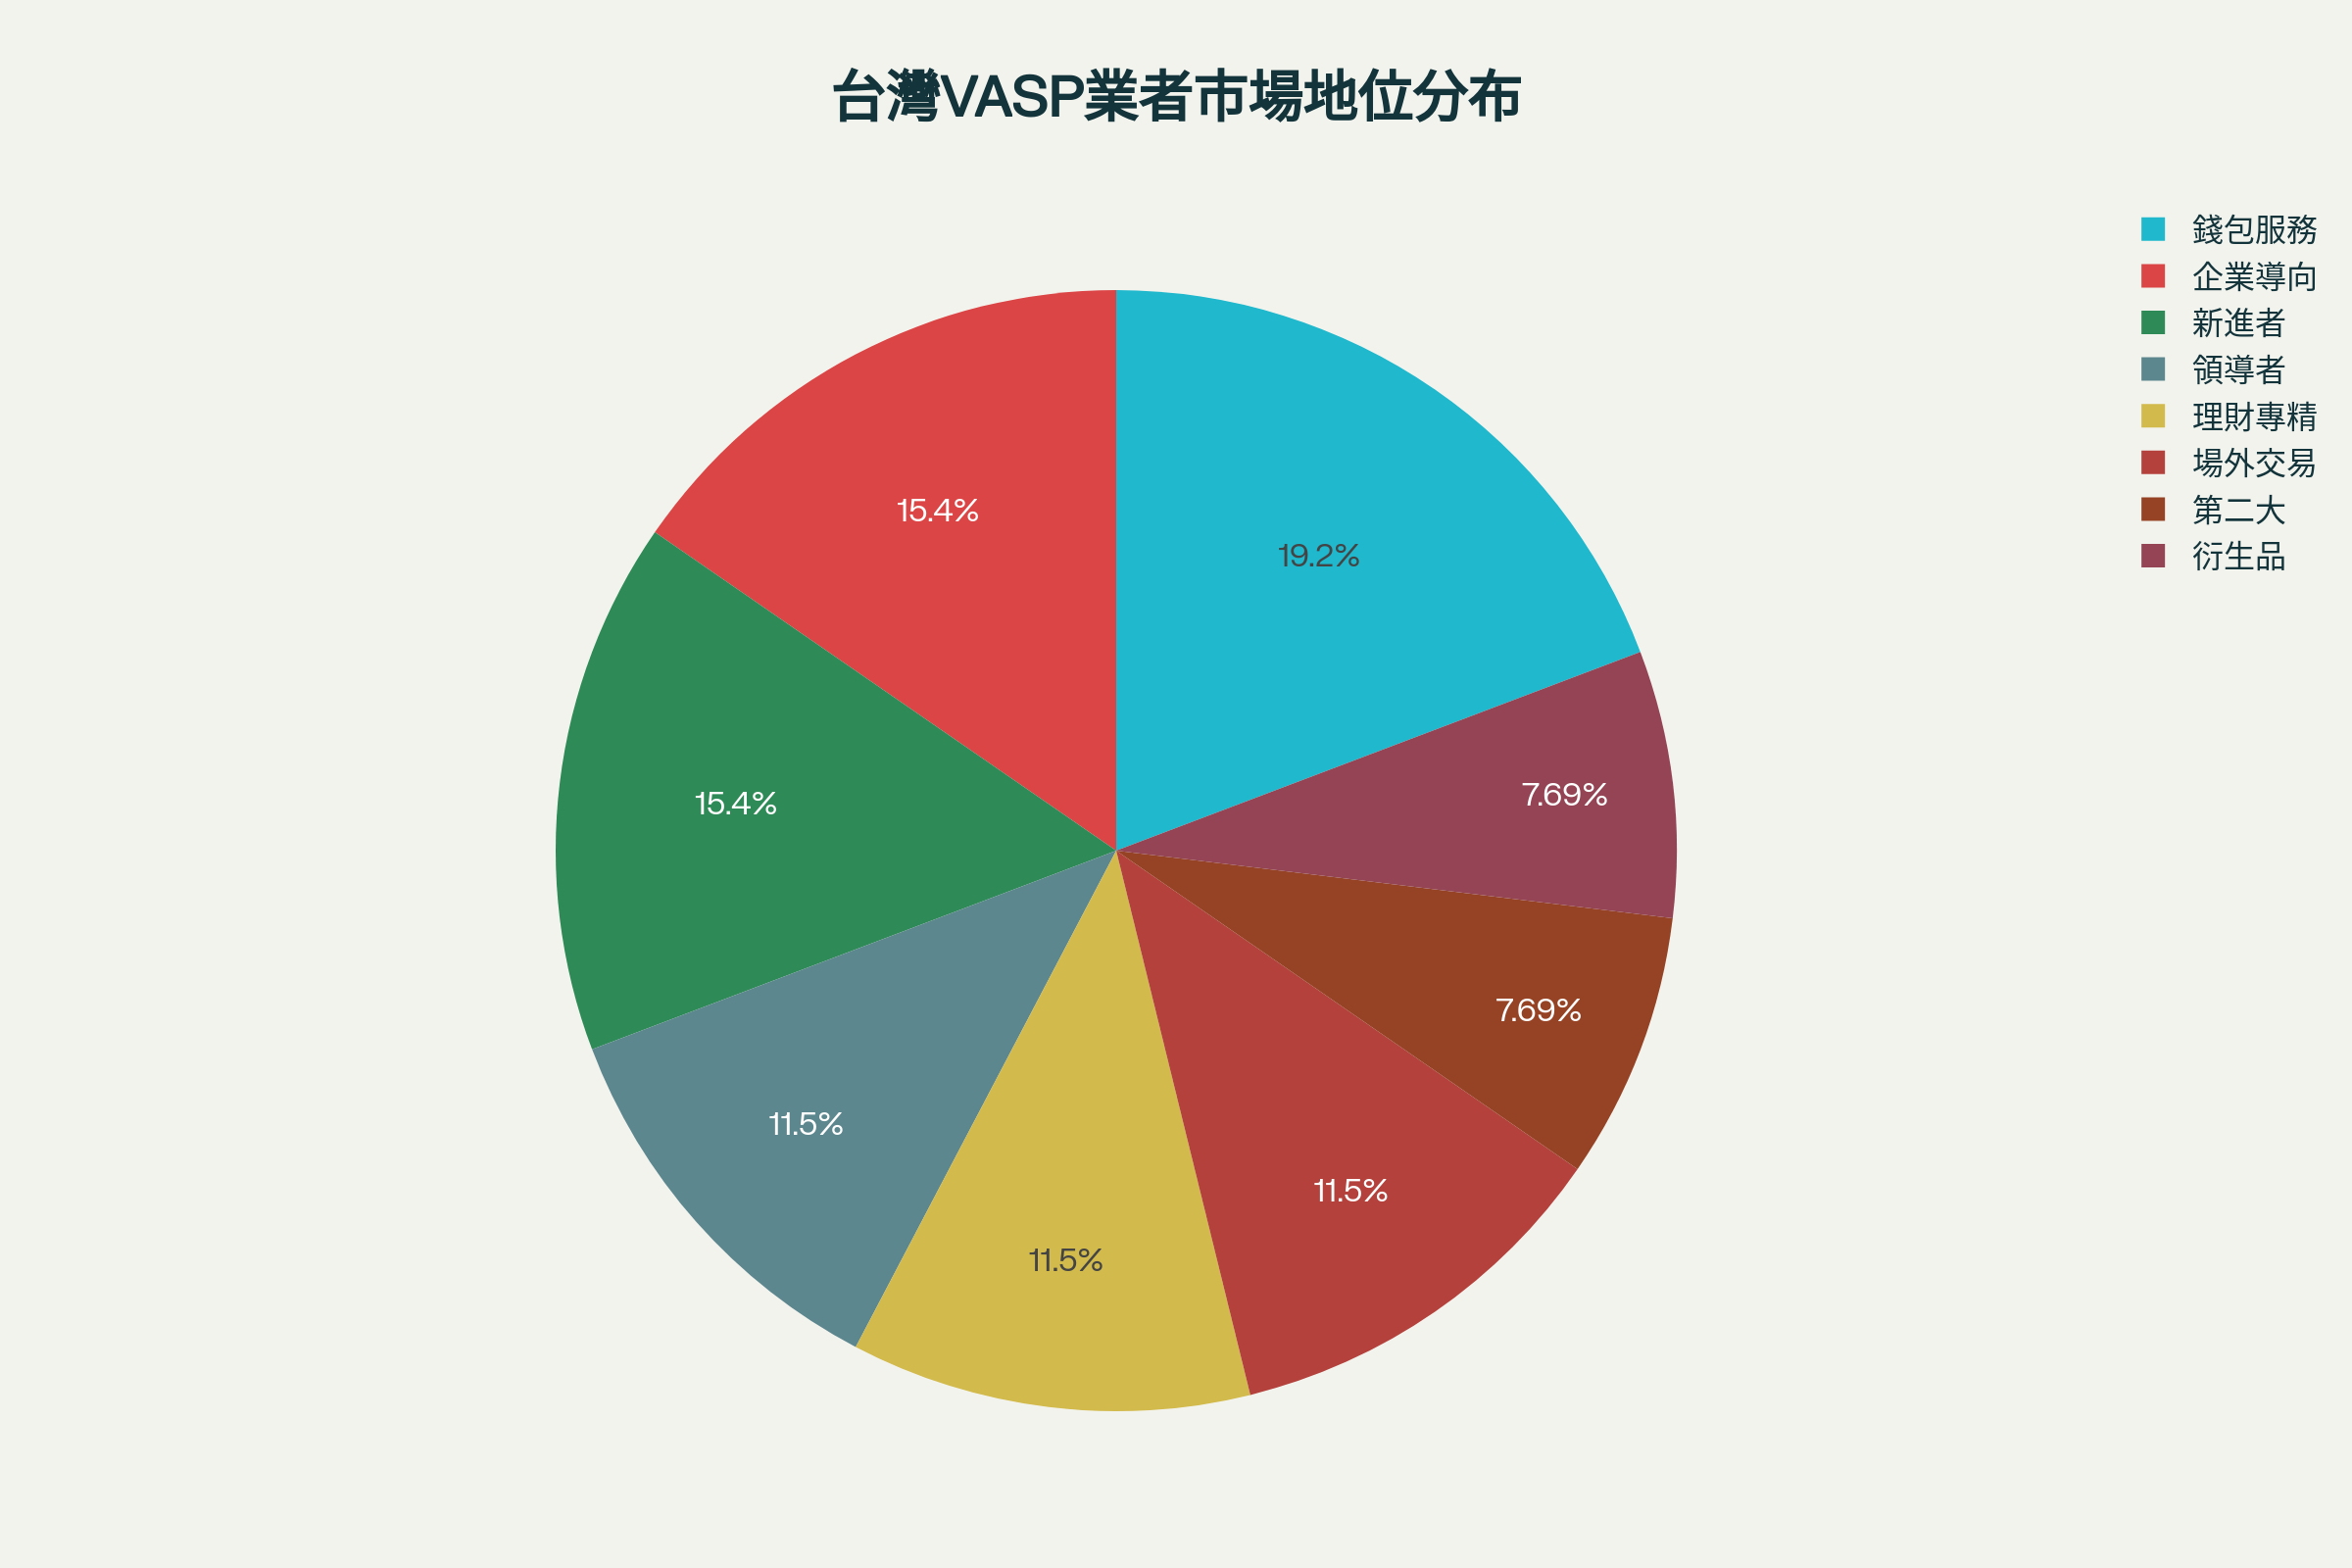 台灣VASP業者市場地位分布
錢包服務
企業導向
新進者
領導者
理財專精
場外交易
第二大
衍生品
15.4%
19.2%
7.69%
15.4%
7.69%
11.5%
11.5%
11.5%